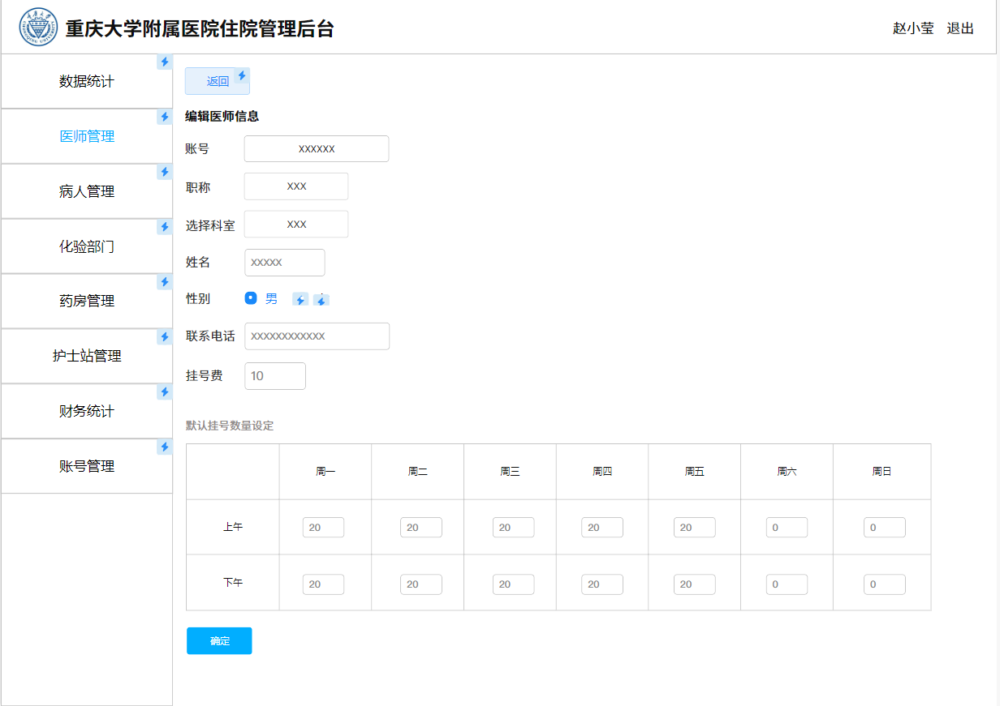 重庆大学附属医院住院管理后台
赵小莹 退出
数据统计
医师管理
病人管理
化验部门
药房管理
护士站管理
财务统计
账号管理
返回
编辑医师信息
账号 XXXXXX
职称 XXX
选择科室 XXX
姓名 XXXXX
性别 男
联系电话 XXXXXXXXXXXX
挂号费 10
默认挂号数量设定
周一 周二 周三 周四 周五 周六 周日
上午 20 20 20 20 20 0 0
下午 20 20 20 20 20 0 0
确定